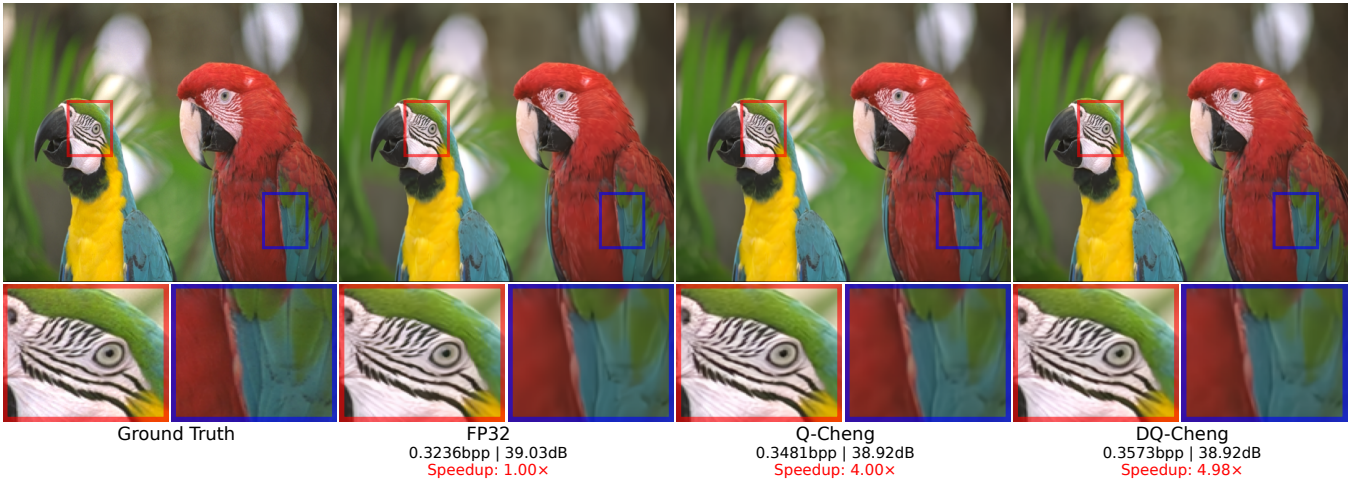 Ground Truth
FP32
0.3236bpp | 39.03dB
Speedup: 1.00×
Q-Cheng
0.3481bpp | 38.92dB
Speedup: 4.00×
DQ-Cheng
0.3573bpp | 38.92dB
Speedup: 4.98×